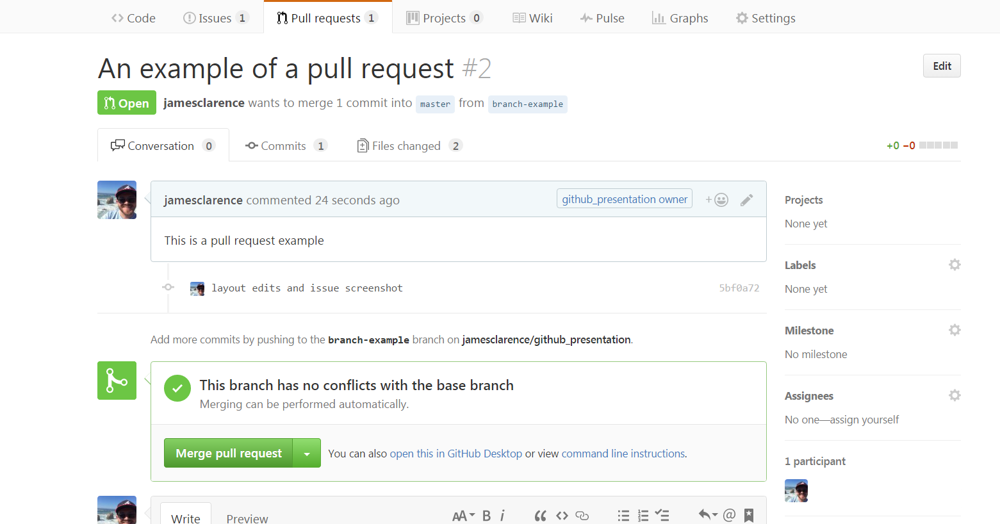 Code Issues 1 Pull requests 1 Projects 0 Wiki Pulse Graphs Settings
An example of a pull request #2
Edit
Open jamesclarence wants to merge 1 commit into master from branch-example
Conversation 0 Commits 1 Files changed 2 +0 −0
jamesclarence commented 24 seconds ago github_presentation owner +
This is a pull request example
layout edits and issue screenshot 5bf0a72
Add more commits by pushing to the branch-example branch on jamesclarence/github_presentation.
This branch has no conflicts with the base branch
Merging can be performed automatically.
Merge pull request You can also open this in GitHub Desktop or view command line instructions.
Write Preview AA B i “ <> @
Projects
None yet
Labels
None yet
Milestone
No milestone
Assignees
No one—assign yourself
1 participant